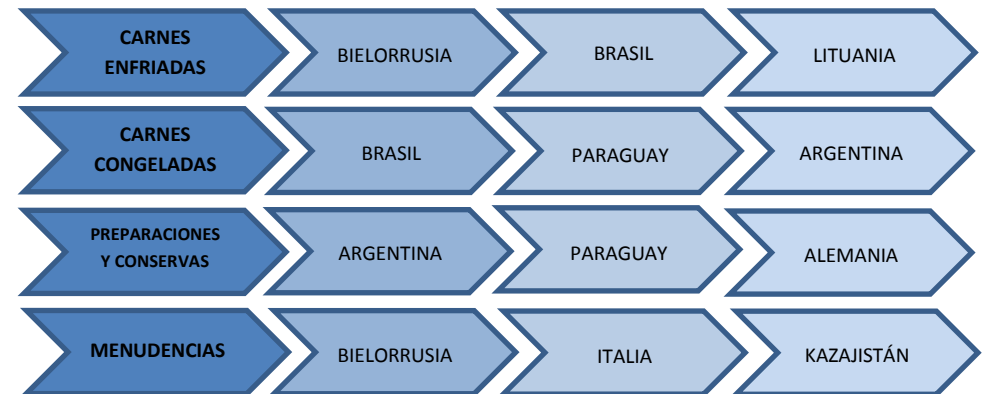 CARNES
ENFRIADAS
BIELORRUSIA
BRASIL
LITUANIA
CARNES
CONGELADAS
BRASIL
PARAGUAY
ARGENTINA
PREPARACIONES
Y CONSERVAS
ARGENTINA
PARAGUAY
ALEMANIA
MENUDENCIAS
BIELORRUSIA
ITALIA
KAZAJISTÁN